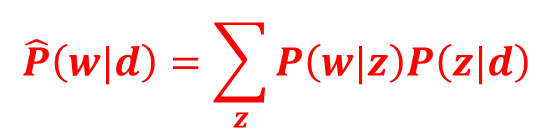 P̂(w|d) = ∑_z P(w|z)P(z|d)